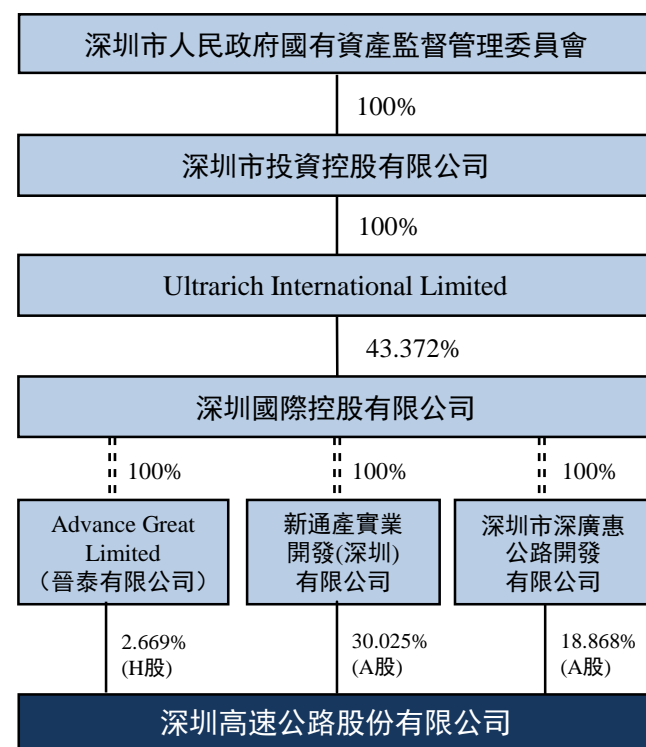 深圳市人民政府國有資產監督管理委員會
100%
深圳市投資控股有限公司
100%
Ultrarich International Limited
43.372%
深圳國際控股有限公司
100%
100%
100%
Advance Great
Limited
（晉泰有限公司）
新通產實業
開發(深圳)
有限公司
深圳市深廣惠
公路開發
有限公司
2.669%
(H股)
30.025%
(A股)
18.868%
(A股)
深圳高速公路股份有限公司